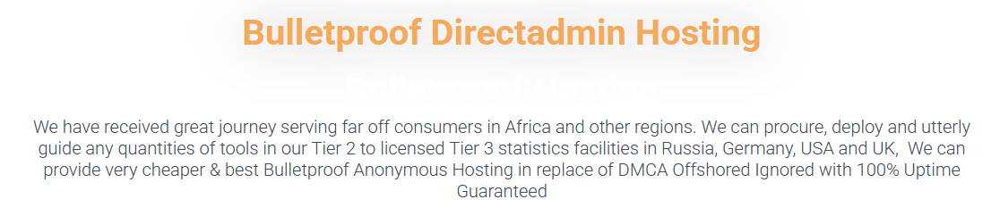 Bulletproof Directadmin Hosting
Bulletproof Hosting
We have received great journey serving far off consumers in Africa and other regions. We can procure, deploy and utterly
guide any quantities of tools in our Tier 2 to licensed Tier 3 statistics facilities in Russia, Germany, USA and UK,  We can
provide very cheaper & best Bulletproof Anonymous Hosting in replace of DMCA Offshored Ignored with 100% Uptime
Guaranteed